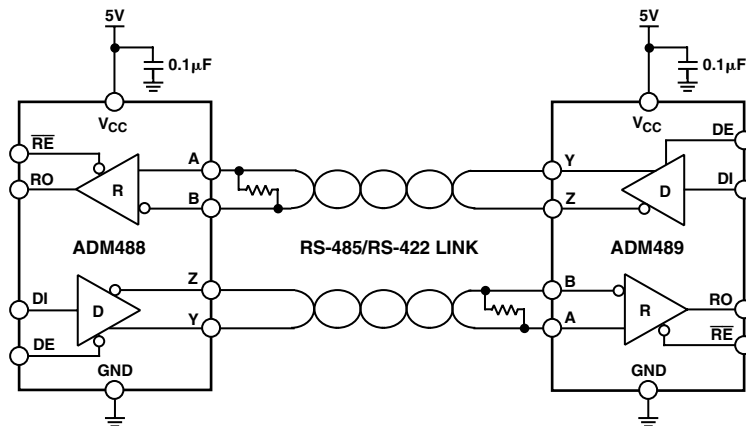 5V
0.1µF
VCC
RE
RO
R
A
B
ADM488
DI
D
DE
Z
Y
GND
RS-485/RS-422 LINK
5V
0.1µF
VCC
DE
DI
D
Y
Z
ADM489
B
A
R
RO
RE
GND